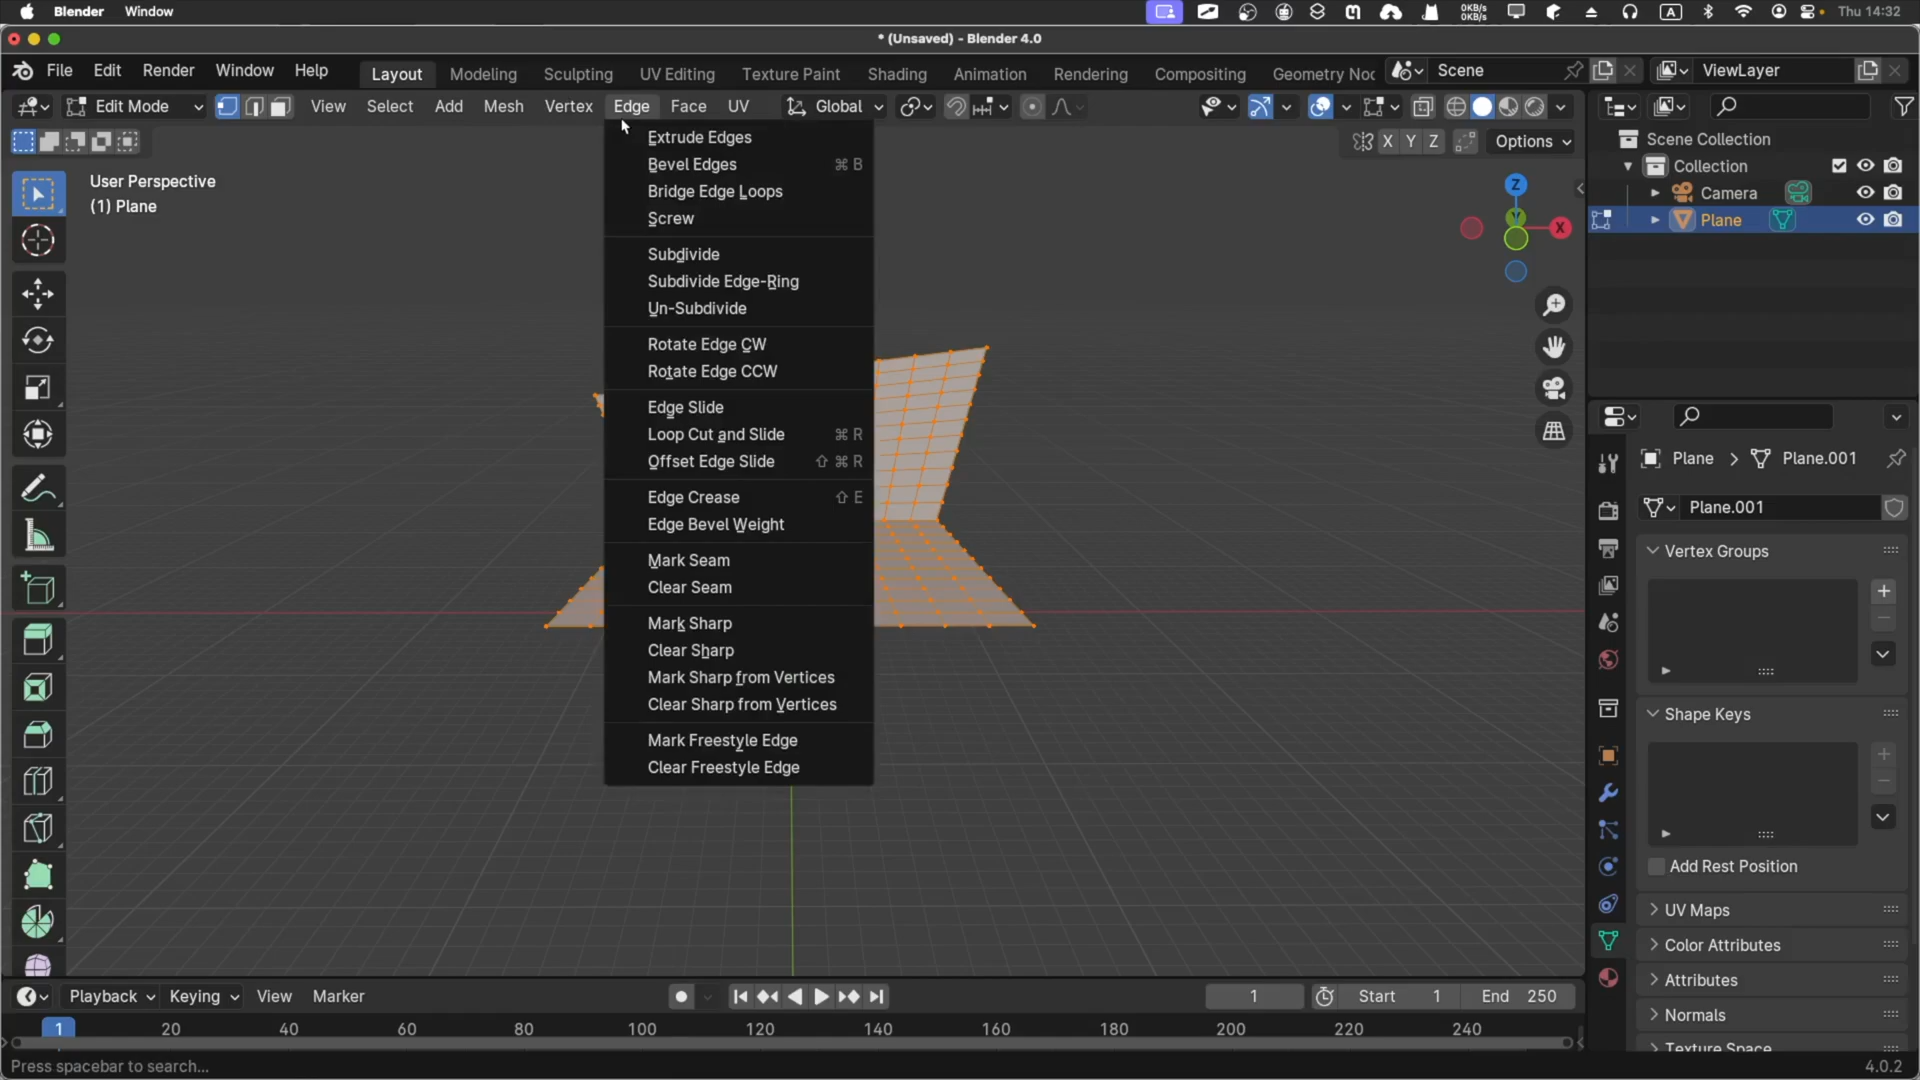 Blender Window
0KB/s
0KB/s
A
Thu 14:32
* (Unsaved) - Blender 4.0
File Edit Render Window Help
Layout Modeling Sculpting UV Editing Texture Paint Shading Animation Rendering Compositing Geometry Noc
Scene
ViewLayer
Edit Mode
View Select Add Mesh Vertex Edge Face UV
Global
X Y Z
Options
User Perspective
(1) Plane
Extrude Edges
Bevel Edges ⌘ B
Bridge Edge Loops
Screw
Subdivide
Subdivide Edge-Ring
Un-Subdivide
Rotate Edge CW
Rotate Edge CCW
Edge Slide
Loop Cut and Slide ⌘ R
Offset Edge Slide ⇧ ⌘ R
Edge Crease ⇧ E
Edge Bevel Weight
Mark Seam
Clear Seam
Mark Sharp
Clear Sharp
Mark Sharp from Vertices
Clear Sharp from Vertices
Mark Freestyle Edge
Clear Freestyle Edge
Z
Y
X
Scene Collection
Collection
Camera
Plane
Plane > Plane.001
Plane.001
Vertex Groups
Shape Keys
Add Rest Position
UV Maps
Color Attributes
Attributes
Normals
Texture Space
Playback Keying View Marker
1
Start 1
End 250
1 20 40 60 80 100 120 140 160 180 200 220 240
Press spacebar to search...
4.0.2